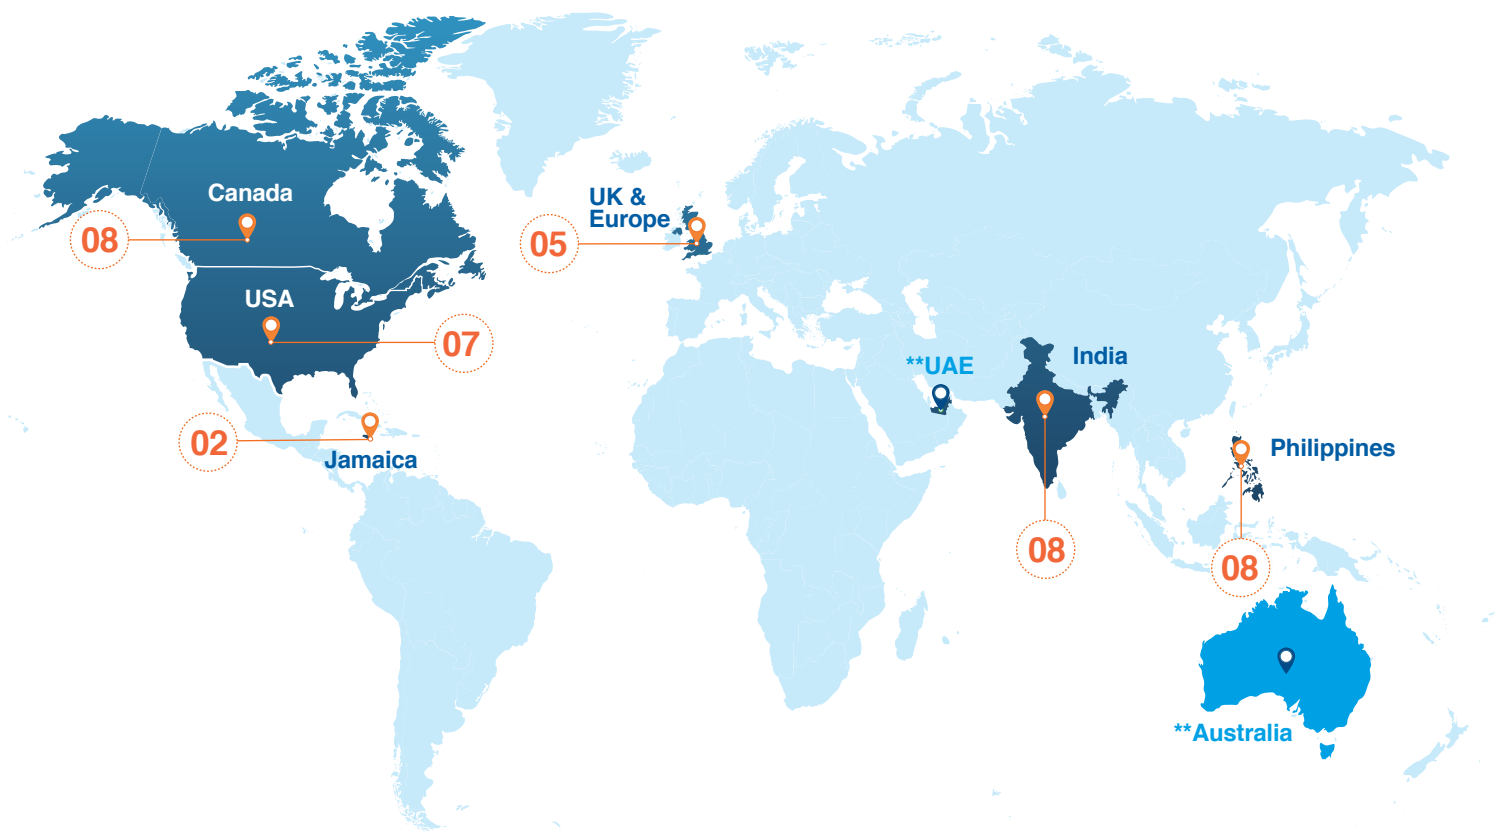 Canada
08
USA
07
02
Jamaica
UK &
Europe
05
**UAE
India
08
Philippines
08
**Australia